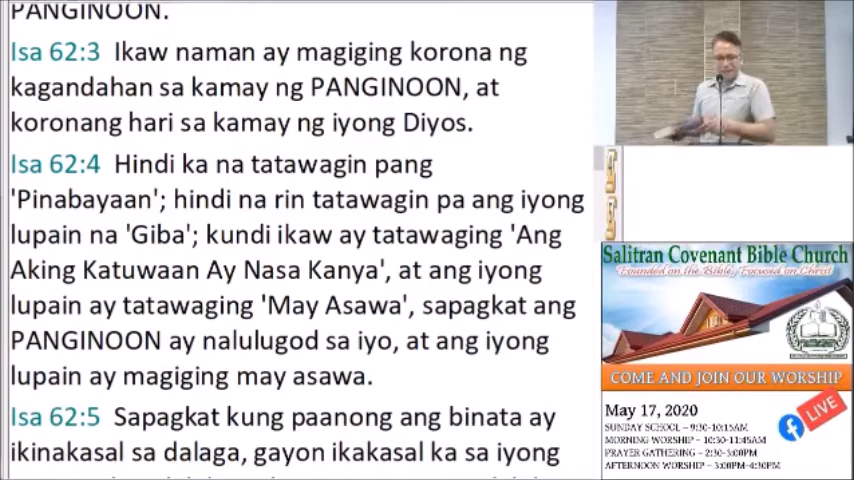 PANGINOON.
Isa 62:3 Ikaw naman ay magiging korona ng
kagandahan sa kamay ng PANGINOON, at
koronang hari sa kamay ng iyong Diyos.
Isa 62:4 Hindi ka na tatawagin pang
'Pinabayaan'; hindi na rin tatawagin pa ang iyong
lupain na 'Giba'; kundi ikaw ay tatawaging 'Ang
Aking Katuwaan Ay Nasa Kanya', at ang iyong
lupain ay tatawaging 'May Asawa', sapagkat ang
PANGINOON ay nalulugod sa iyo, at ang iyong
lupain ay magiging may asawa.
Isa 62:5 Sapagkat kung paanong ang binata ay
ikinakasal sa dalaga, gayon ikakasal ka sa iyong
Salitran Covenant Bible Church
Founded on the Bible, Focused on Christ
COME AND JOIN OUR WORSHIP
May 17, 2020
LIVE
SUNDAY SCHOOL – 9:30-10:15AM
MORNING WORSHIP – 10:30-11:45AM
PRAYER GATHERING – 2:30-3:00PM
AFTERNOON WORSHIP – 3:00PM-4:30PM